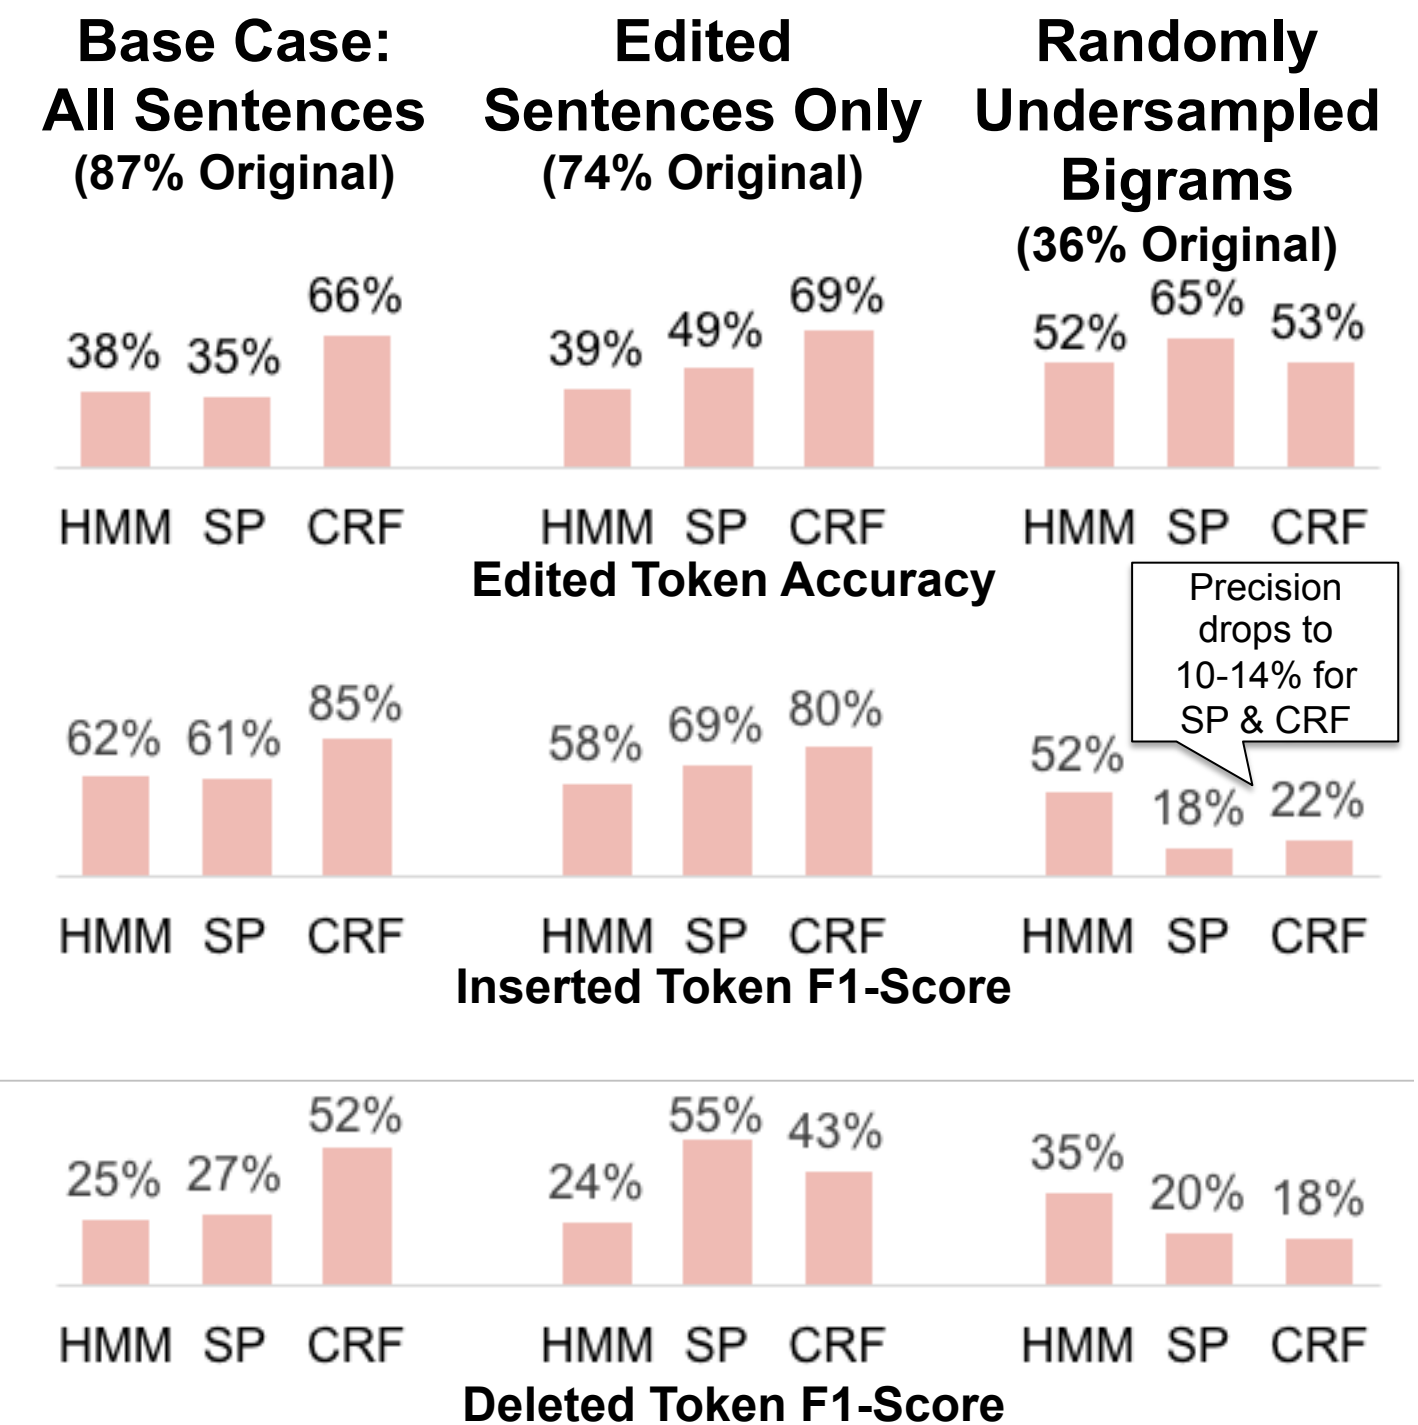 Base Case:
All Sentences
(87% Original)
Edited
Sentences Only
(74% Original)
Randomly
Undersampled
Bigrams
(36% Original)
38% 35% 66%
39% 49% 69%
52% 65% 53%
HMM SP CRF
HMM SP CRF
HMM SP CRF
Edited Token Accuracy
Precision
drops to
10-14% for
SP & CRF
62% 61% 85%
58% 69% 80%
52% 18% 22%
HMM SP CRF
HMM SP CRF
HMM SP CRF
Inserted Token F1-Score
25% 27% 52%
24% 55% 43%
35% 20% 18%
HMM SP CRF
HMM SP CRF
HMM SP CRF
Deleted Token F1-Score